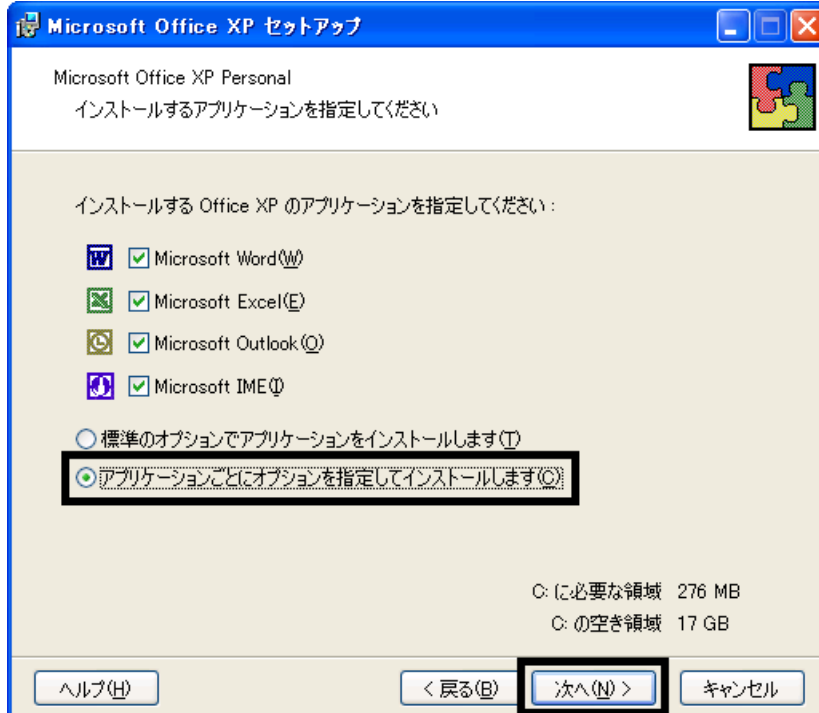 Microsoft Office XP セットアップ
Microsoft Office XP Personal
インストールするアプリケーションを指定してください
インストールする Office XP のアプリケーションを指定してください:
Microsoft Word(W)
Microsoft Excel(E)
Microsoft Outlook(O)
Microsoft IME(I)
標準のオプションでアプリケーションをインストールします(T)
アプリケーションごとにオプションを指定してインストールします(C)
C: に必要な領域 276 MB
C: の空き領域 17 GB
ヘルプ(H) < 戻る(B) 次へ(N) > キャンセル